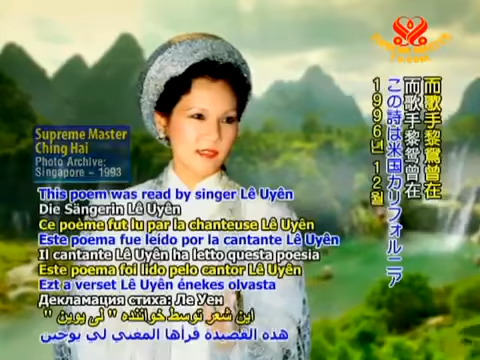 Supreme Master
Ching Hai
Photo Archive:
Singapore – 1993
This poem was read by singer Lê Uyên
Die Sängerin Lê Uyên
Ce poème fut lu par la chanteuse Lê Uyên
Este poema fue leído por la cantante Lê Uyên
Il cantante Lê Uyên ha letto questa poesia
Este poema foi lido pelo cantor Lê Uyên
Ezt a verset Lê Uyên énekes olvasta
Декламация стиха: Ле Уен
این شعر توسط خواننده " لی یوین "
هذه القصيدة قرأها المغني لي يوحين
而歌手黎鴛曾在
而歌手黎鸳曾在
この詩は米国カリフォルニア
1996년 12월